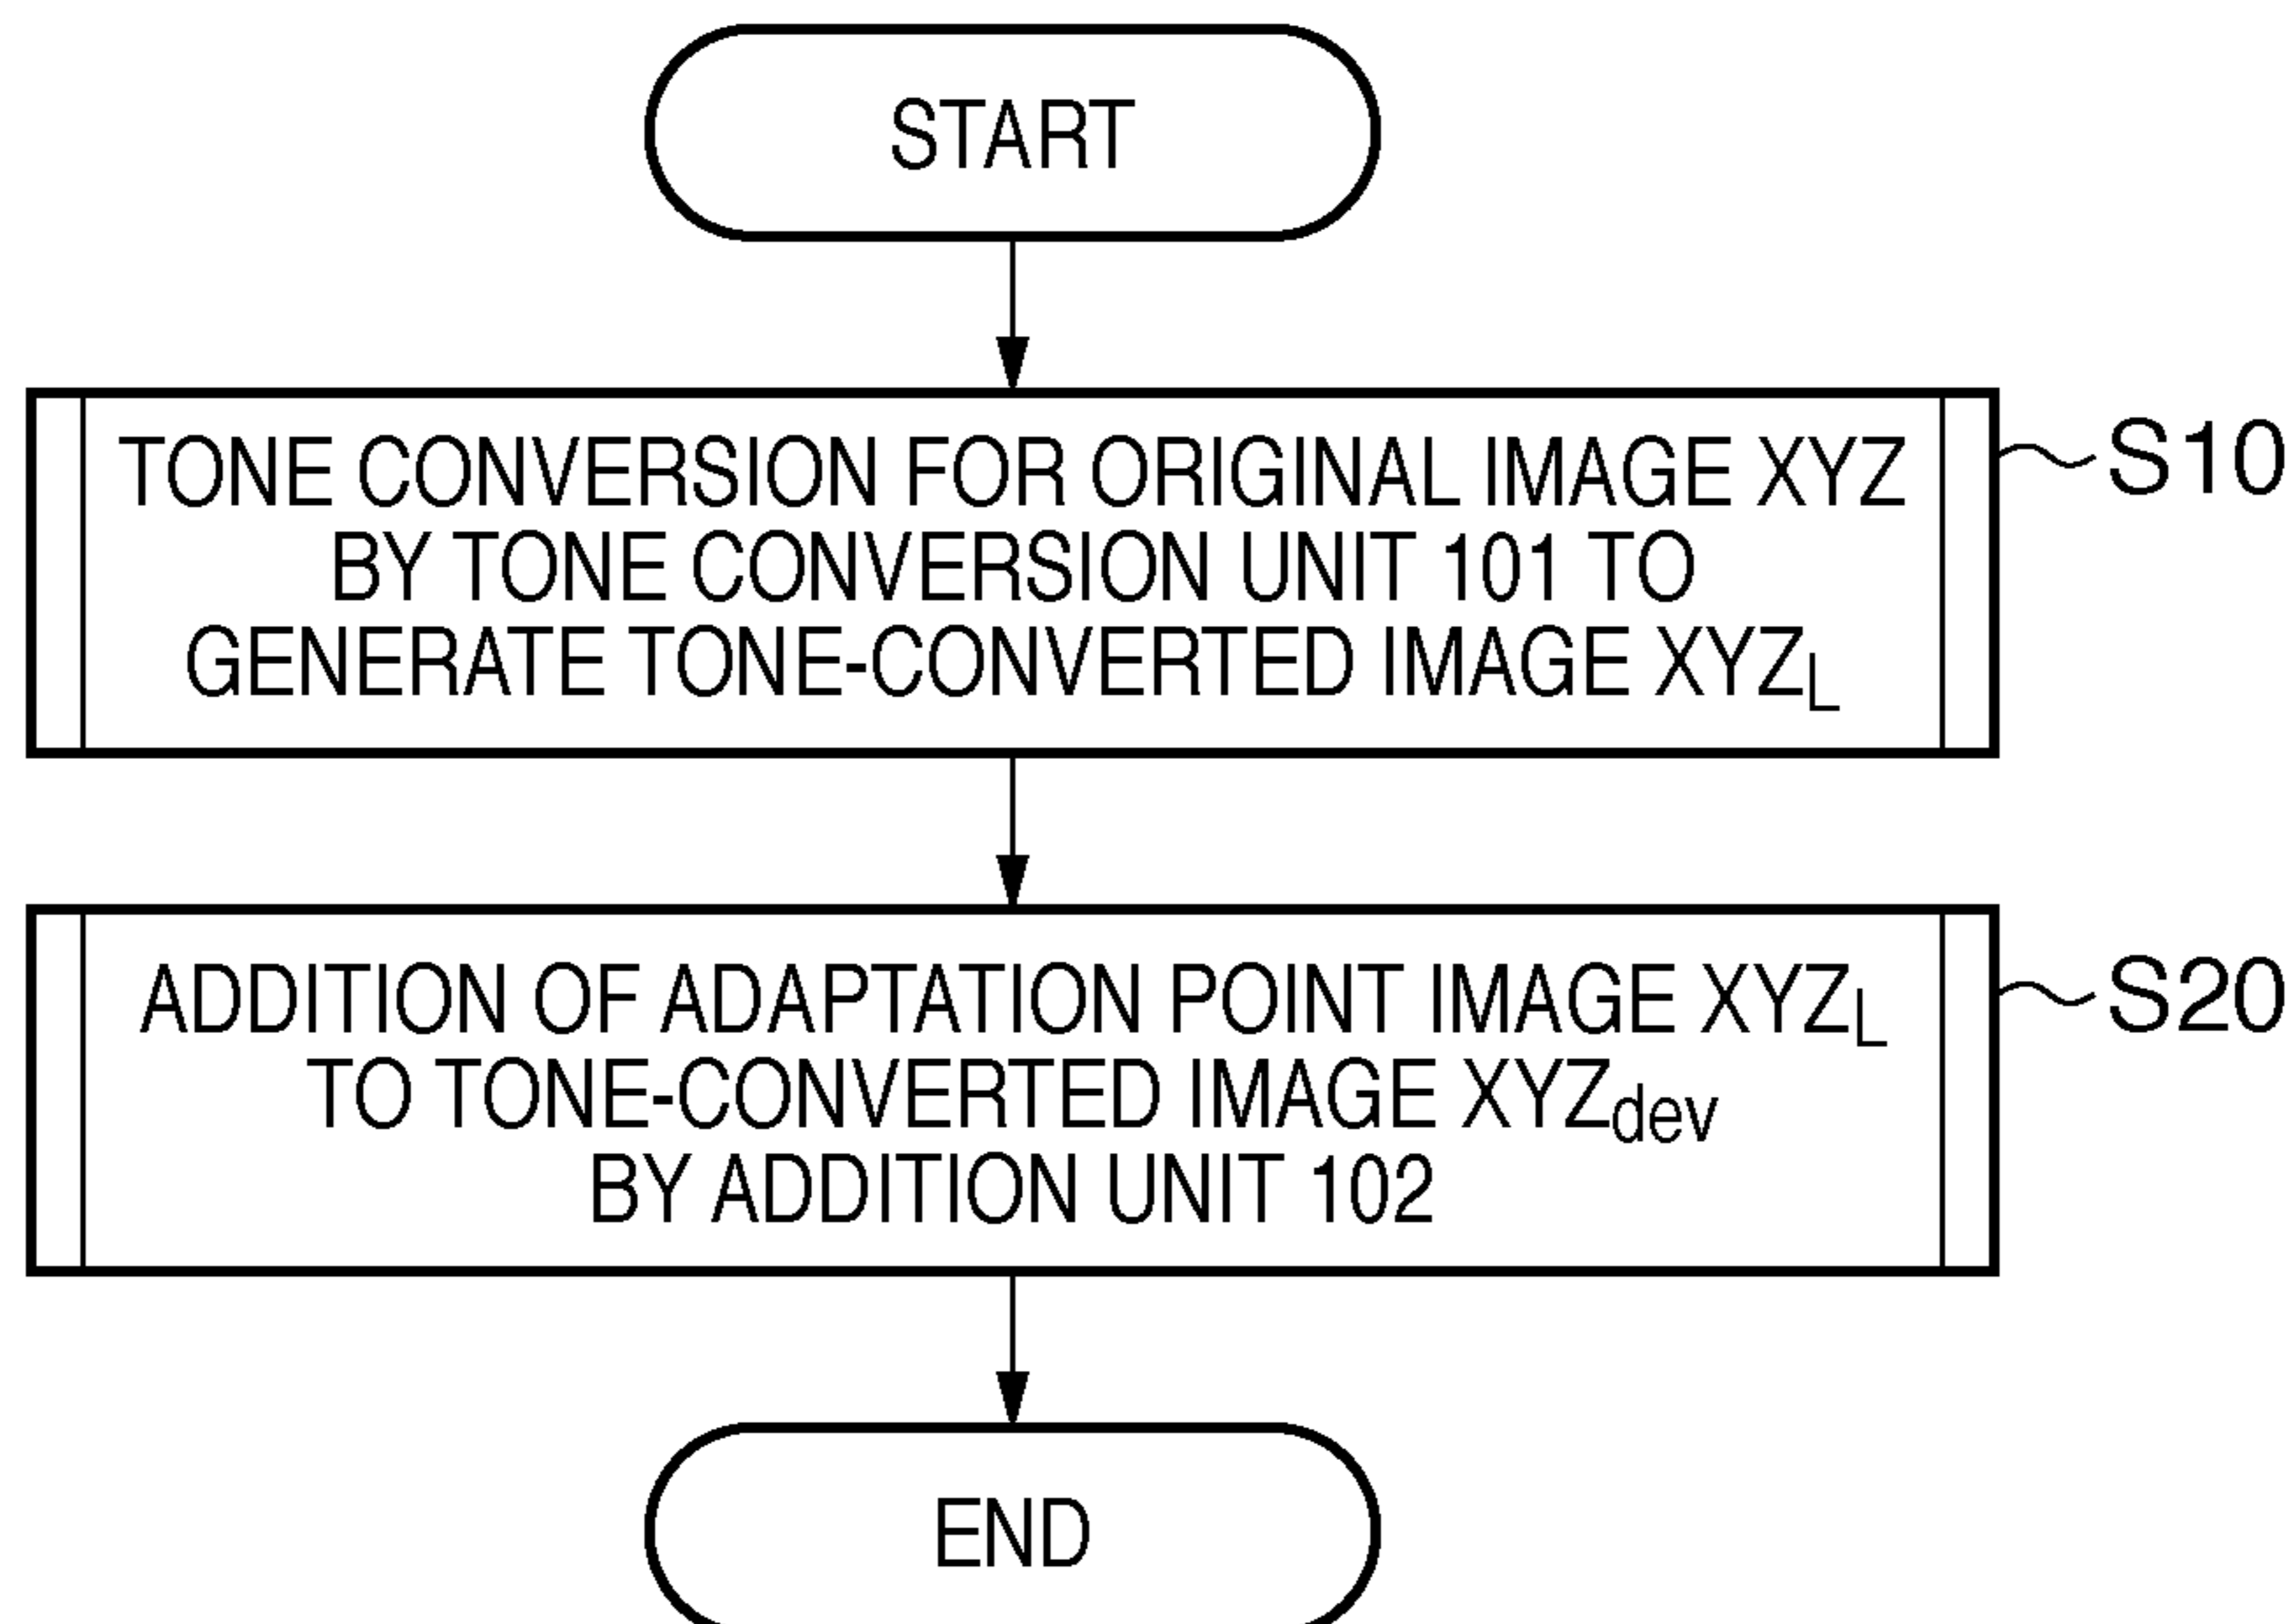 START
TONE CONVERSION FOR ORIGINAL IMAGE XYZ
BY TONE CONVERSION UNIT 101 TO
GENERATE TONE-CONVERTED IMAGE XYZL
S10
ADDITION OF ADAPTATION POINT IMAGE XYZL
TO TONE-CONVERTED IMAGE XYZdev
BY ADDITION UNIT 102
S20
END